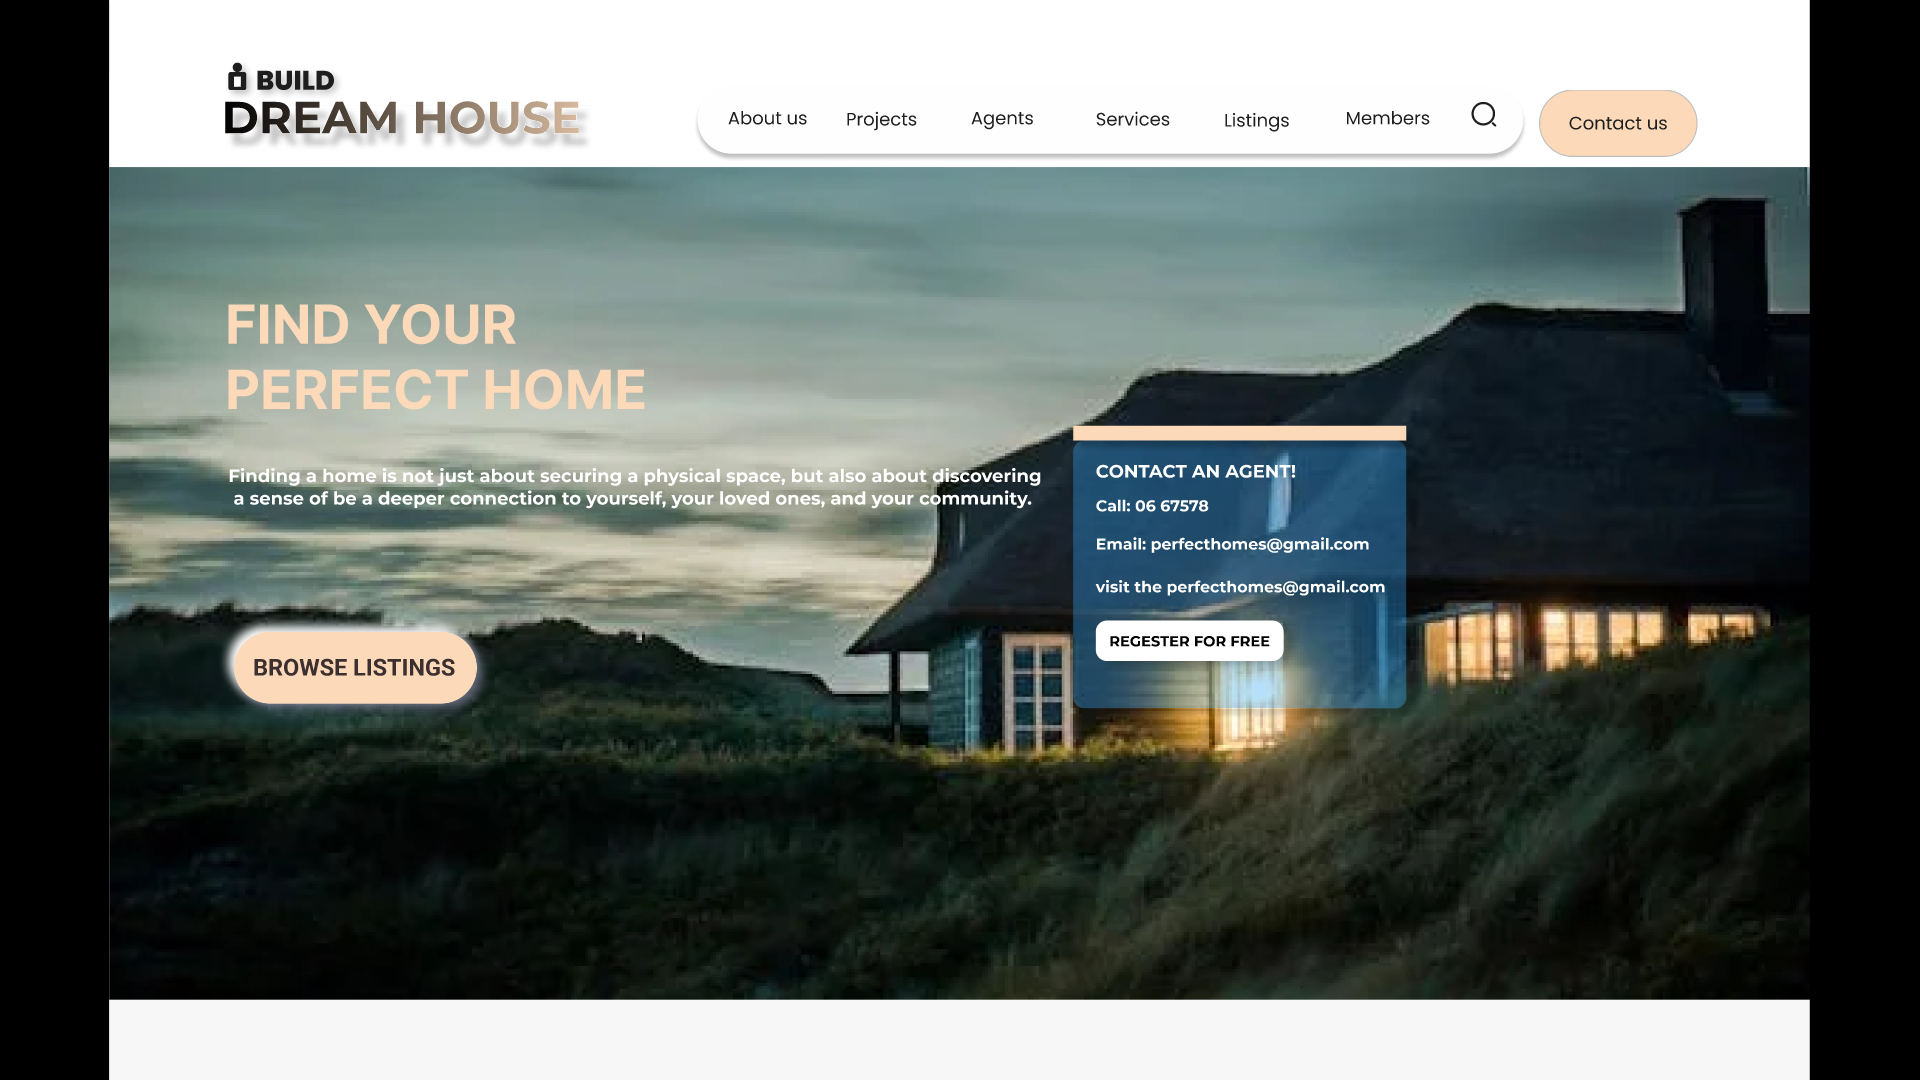 BUILD
DREAM HOUSE
About us
Projects
Agents
Services
Listings
Members
Contact us
FIND YOUR
PERFECT HOME
Finding a home is not just about securing a physical space, but also about discovering
a sense of be a deeper connection to yourself, your loved ones, and your community.
BROWSE LISTINGS
CONTACT AN AGENT!
Call: 06 67578
Email: perfecthomes@gmail.com
visit the perfecthomes@gmail.com
REGESTER FOR FREE